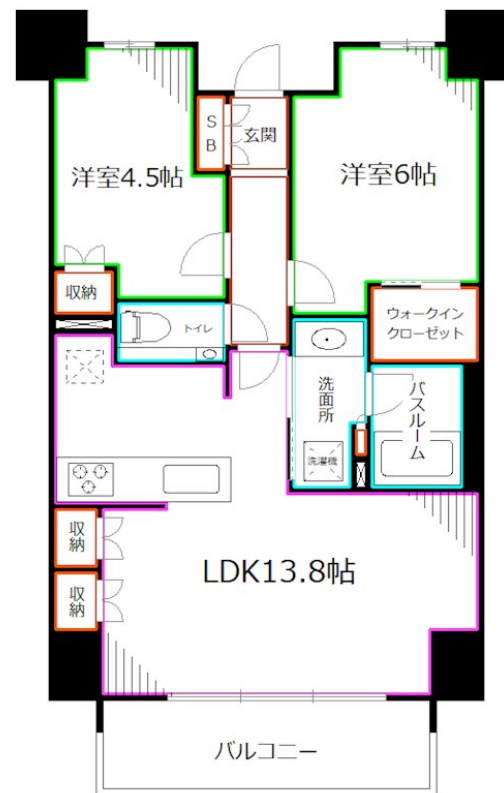 S
B
玄関
洋室4.5帖
洋室6帖
収納
トイレ
ウォークイン
クローゼット
洗面所
バスルーム
洗濯機
収納
LDK13.8帖
収納
バルコニー